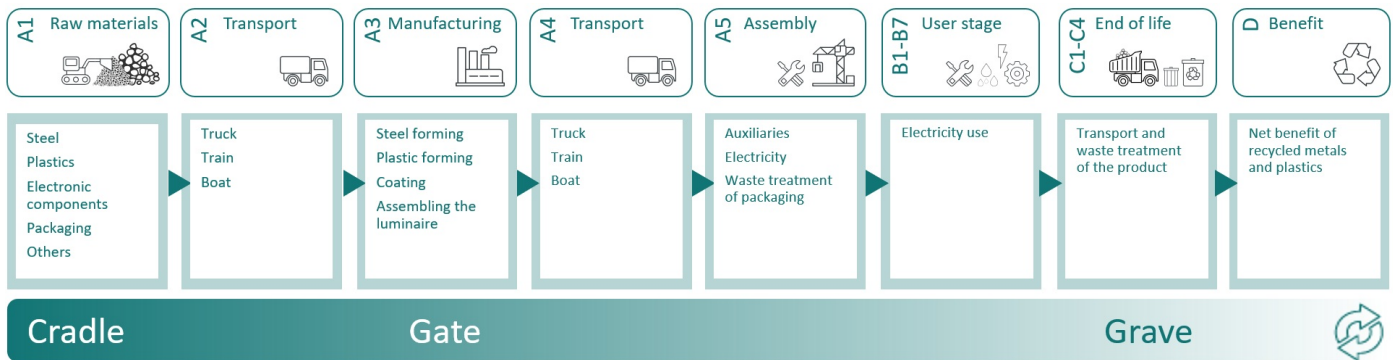 A1 Raw materials
A2 Transport
A3 Manufacturing
A4 Transport
A5 Assembly
B1-B7 User stage
C1-C4 End of life
D Benefit
Steel
Plastics
Electronic
components
Packaging
Others
Truck
Train
Boat
Steel forming
Plastic forming
Coating
Assembling the
luminaire
Truck
Train
Boat
Auxiliaries
Electricity
Waste treatment
of packaging
Electricity use
Transport and
waste treatment
of the product
Net benefit of
recycled metals
and plastics
Cradle
Gate
Grave